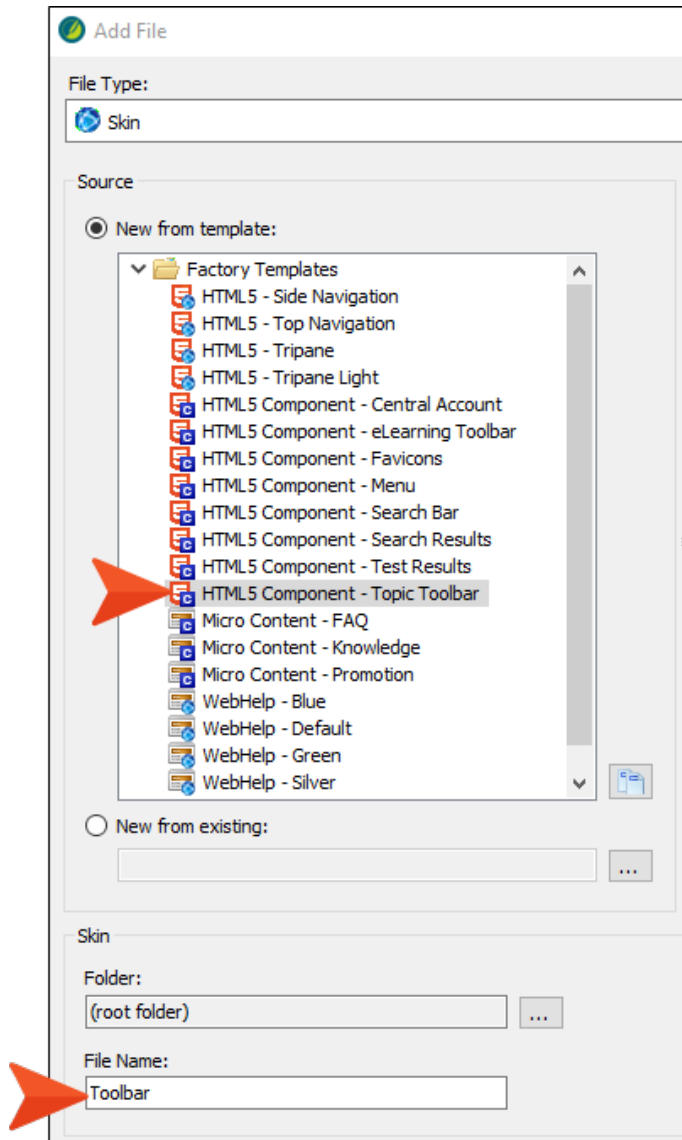 Add File
File Type:
Skin
Source
New from template:
Factory Templates
HTML5 - Side Navigation
HTML5 - Top Navigation
HTML5 - Tripane
HTML5 - Tripane Light
HTML5 Component - Central Account
HTML5 Component - eLearning Toolbar
HTML5 Component - Favicons
HTML5 Component - Menu
HTML5 Component - Search Bar
HTML5 Component - Search Results
HTML5 Component - Test Results
HTML5 Component - Topic Toolbar
Micro Content - FAQ
Micro Content - Knowledge
Micro Content - Promotion
WebHelp - Blue
WebHelp - Default
WebHelp - Green
WebHelp - Silver
New from existing:
...
Skin
Folder:
(root folder)
...
File Name:
Toolbar